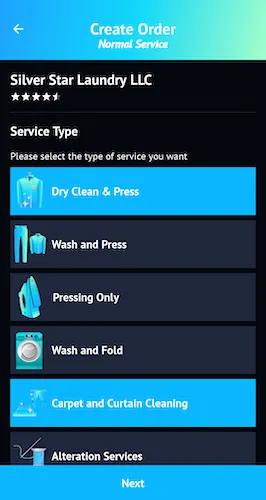 Create Order
Normal Service
Silver Star Laundry LLC
Service Type
Please select the type of service you want
Dry Clean & Press
Wash and Press
Pressing Only
Wash and Fold
Carpet and Curtain Cleaning
Alteration Services
Next